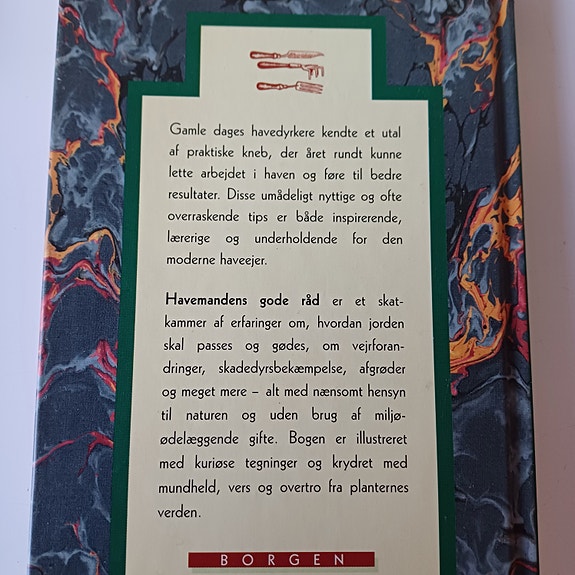 Gamle dages havedyrkere kendte et utal
af praktiske kneb, der året rundt kunne
lette arbejdet i haven og føre til bedre
resultater. Disse umådeligt nyttige og ofte
overraskende tips er både inspirerende,
lærerige og underholdende for den
moderne haveejer.
Havemandens gode råd er et skat-
kammer af erfaringer om, hvordan jorden
skal passes og gødes, om vejrforan-
dringer, skadedyrsbekæmpelse, afgrøder
og meget mere – alt med nænsomt hensyn
til naturen og uden brug af miljø-
ødelæggende gifte. Bogen er illustreret
med kuriøse tegninger og krydret med
mundheld, vers og overtro fra planternes
verden.
BORGEN